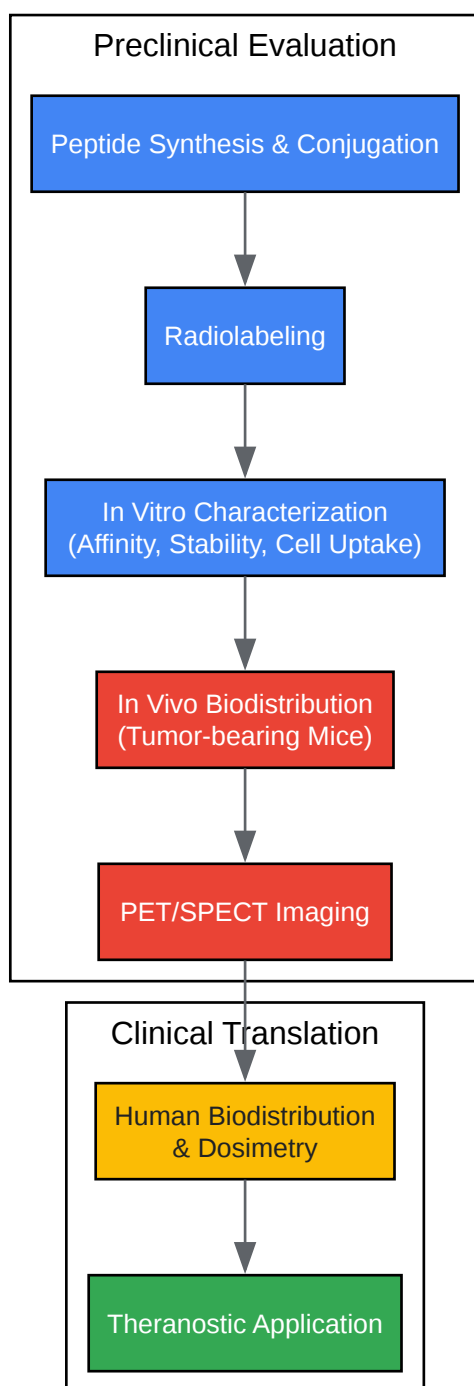 Preclinical Evaluation
Peptide Synthesis & Conjugation
Radiolabeling
In Vitro Characterization
(Affinity, Stability, Cell Uptake)
In Vivo Biodistribution
(Tumor-bearing Mice)
PET/SPECT Imaging
Clinical Translation
Human Biodistribution
& Dosimetry
Theranostic Application